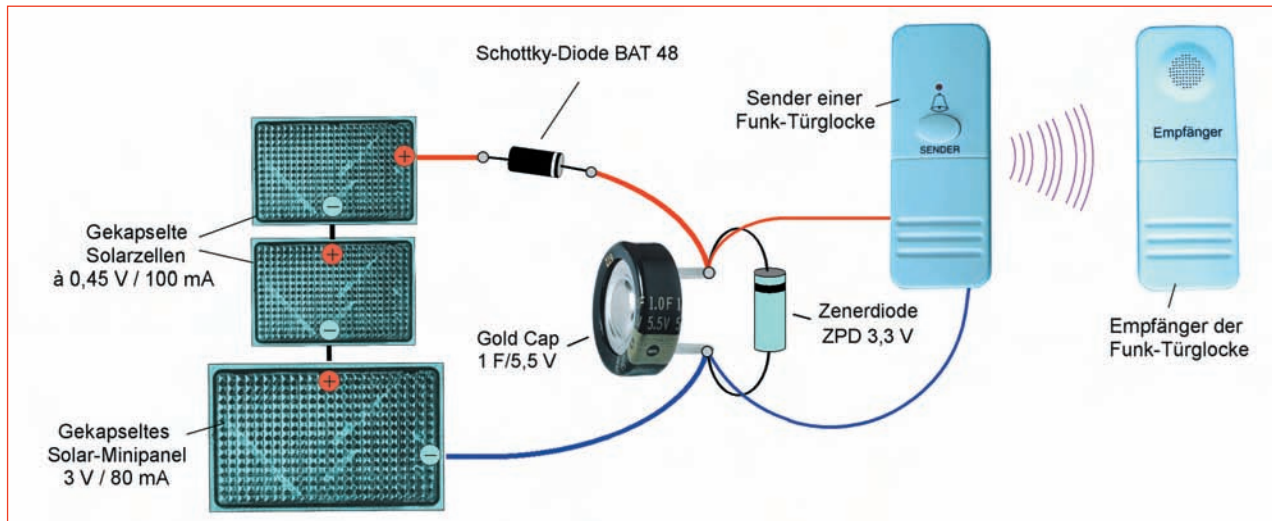 Schottky-Diode BAT 48
Sender einer
Funk-Türglocke
SENDER
Empfänger
Gekapselte
Solarzellen
à 0,45 V / 100 mA
+
−
+
−
+
−
Gekapseltes
Solar-Minipanel
3 V / 80 mA
Gold Cap
1 F/5,5 V
F 1.0F 1
5.5V 5
Zenerdiode
ZPD 3,3 V
Empfänger der
Funk-Türglocke